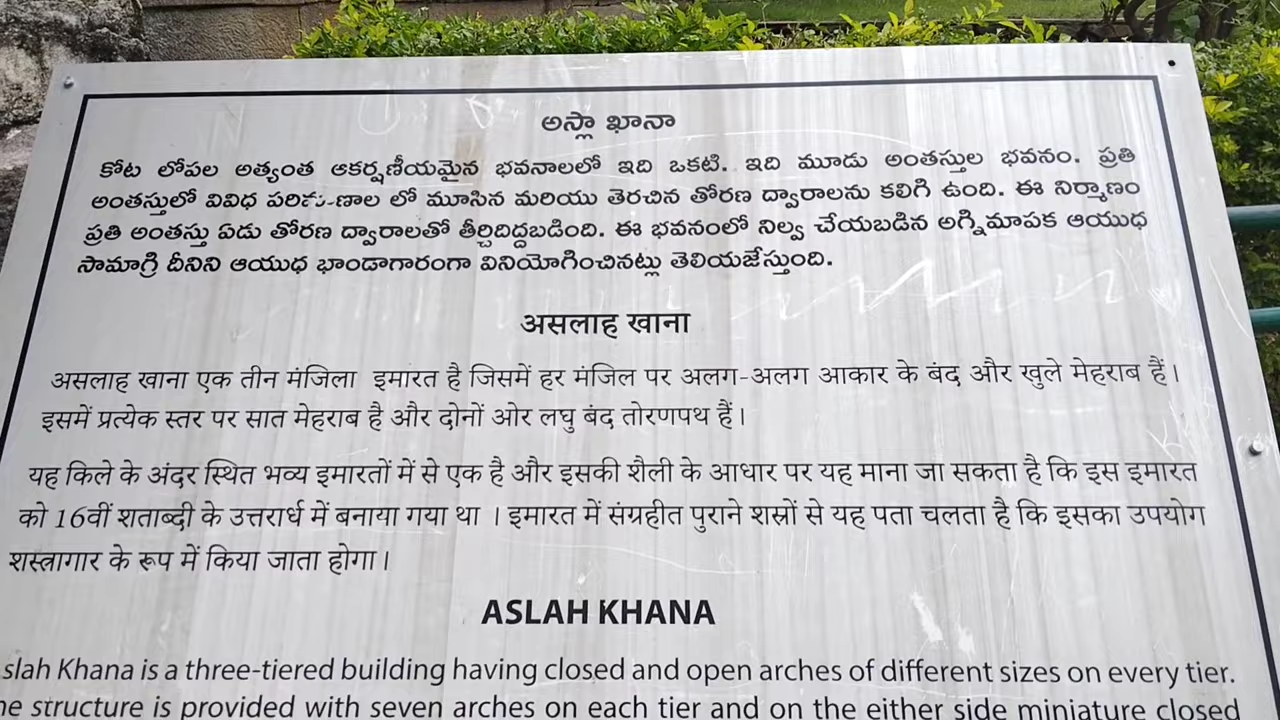 అస్లా ఖానా
కోట లోపల అత్యంత ఆకర్షణీయమైన భవనాలలో ఇది ఒకటి. ఇది మూడు అంతస్తుల భవనం. ప్రతి
అంతస్తులో వివిధ లో మూసిన మరియు తెరచిన తోరణ ద్వారాలను కలిగి ఉంది. ఈ నిర్మాణం
ప్రతి అంతస్తు ఏడు తోరణ ద్వారాలతో తీర్చిదిద్దబడింది. ఈ భవనంలో నిల్వ చేయబడిన అగ్నిమాపక ఆయుధ
సామాగ్రి దీనిని ఆయుధ భాండాగారంగా వినియోగించినట్లు తెలియజేస్తుంది.
असलाह खाना
असलाह खाना एक तीन मंजिला इमारत है जिसमें हर मंजिल पर अलग-अलग आकार के बंद और खुले मेहराब हैं।
इसमें प्रत्येक स्तर पर सात मेहराब है और दोनों ओर लघु बंद तोरणपथ हैं।
यह किले के अंदर स्थित भव्य इमारतों में से एक है और इसकी शैली के आधार पर यह माना जा सकता है कि इस इमारत
को 16वीं शताब्दी के उत्तरार्ध में बनाया गया था । इमारत में संग्रहीत पुराने शस्त्रों से यह पता चलता है कि इसका उपयोग
शस्त्रागार के रूप में किया जाता होगा।
ASLAH KHANA
slah Khana is a three-tiered building having closed and open arches of different sizes on every tier.
he structure is provided with seven arches on each tier and on the either side miniature closed